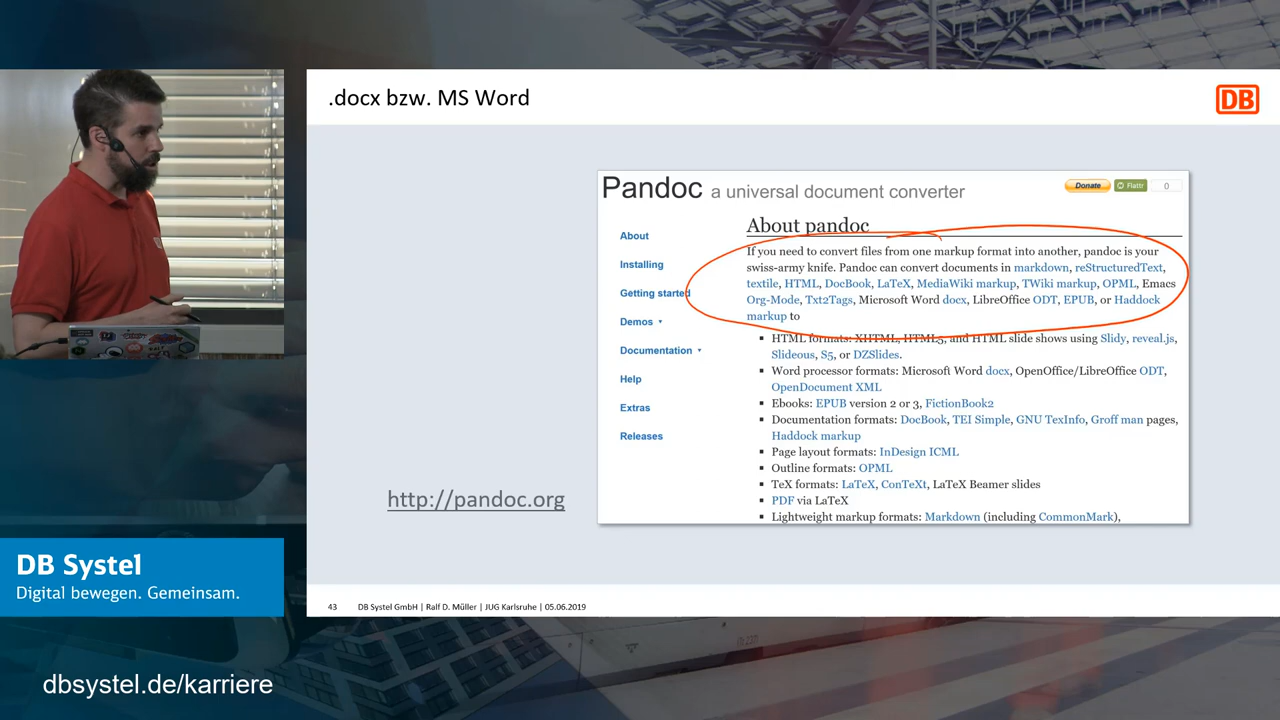 .docx bzw. MS Word
DB
Pandoc a universal document converter
Donate
Flattr
0
About
Installing
Getting started
Demos
Documentation
Help
Extras
Releases
About pandoc
If you need to convert files from one markup format into another, pandoc is your
swiss-army knife. Pandoc can convert documents in markdown, reStructuredText,
textile, HTML, DocBook, LaTeX, MediaWiki markup, TWiki markup, OPML, Emacs
Org-Mode, Txt2Tags, Microsoft Word docx, LibreOffice ODT, EPUB, or Haddock
markup to
HTML formats: XHTML, HTML5, and HTML slide shows using Slidy, reveal.js,
Slideous, S5, or DZSlides.
Word processor formats: Microsoft Word docx, OpenOffice/LibreOffice ODT,
OpenDocument XML
Ebooks: EPUB version 2 or 3, FictionBook2
Documentation formats: DocBook, TEI Simple, GNU TexInfo, Groff man pages,
Haddock markup
Page layout formats: InDesign ICML
Outline formats: OPML
TeX formats: LaTeX, ConTeXt, LaTeX Beamer slides
PDF via LaTeX
Lightweight markup formats: Markdown (including CommonMark),
http://pandoc.org
43 DB Systel GmbH | Ralf D. Müller | JUG Karlsruhe | 05.06.2019
DB Systel
Digital bewegen. Gemeinsam.
dbsystel.de/karriere